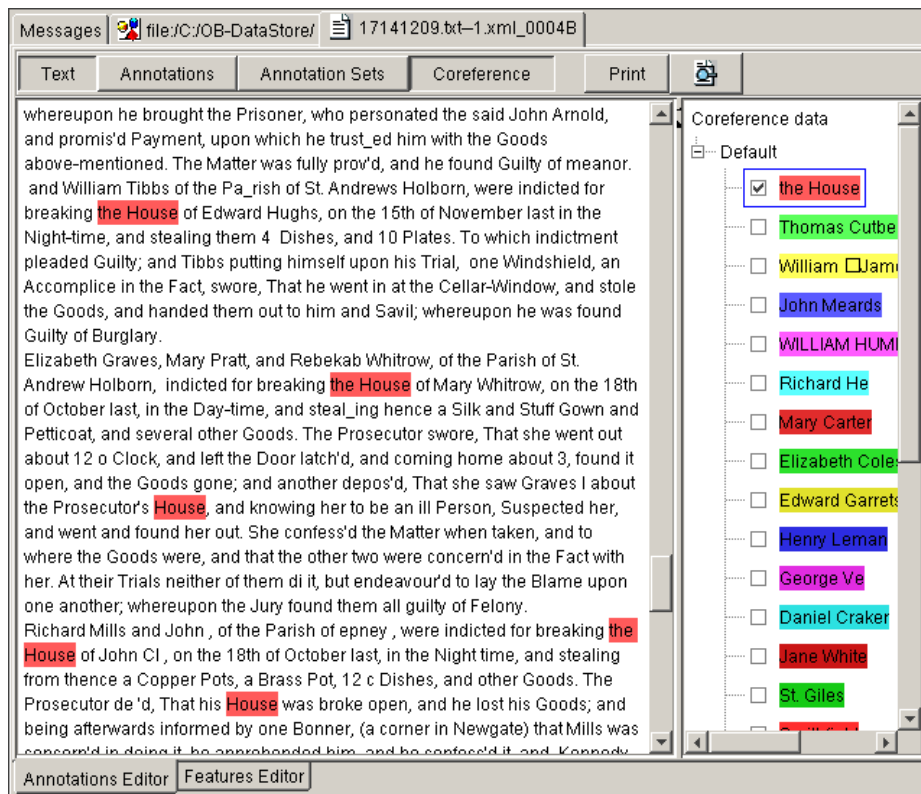 Messages file:/C:/OB-DataStore/ 17141209.txt--1.xml_0004B
Text Annotations Annotation Sets Coreference Print
whereupon he brought the Prisoner, who personated the said John Arnold,
and promis'd Payment, upon which he trust_ed him with the Goods
above-mentioned. The Matter was fully prov'd, and he found Guilty of meanor.
and William Tibbs of the Pa_rish of St. Andrews Holborn, were indicted for
breaking the House of Edward Hughs, on the 15th of November last in the
Night-time, and stealing them 4 Dishes, and 10 Plates. To which indictment
pleaded Guilty; and Tibbs putting himself upon his Trial, one Windshield, an
Accomplice in the Fact, swore, That he went in at the Cellar-Window, and stole
the Goods, and handed them out to him and Savil; whereupon he was found
Guilty of Burglary.
Elizabeth Graves, Mary Pratt, and Rebekab Whitrow, of the Parish of St.
Andrew Holborn, indicted for breaking the House of Mary Whitrow, on the 18th
of October last, in the Day-time, and steal_ing hence a Silk and Stuff Gown and
Petticoat, and several other Goods. The Prosecutor swore, That she went out
about 12 o Clock, and left the Door latch'd, and coming home about 3, found it
open, and the Goods gone; and another depos'd, That she saw Graves l about
the Prosecutor's House, and knowing her to be an ill Person, Suspected her,
and went and found her out. She confess'd the Matter when taken, and to
where the Goods were, and that the other two were concern'd in the Fact with
her. At their Trials neither of them di it, but endeavour'd to lay the Blame upon
one another; whereupon the Jury found them all guilty of Felony.
Richard Mills and John , of the Parish of epney , were indicted for breaking the
House of John Cl , on the 18th of October last, in the Night time, and stealing
from thence a Copper Pots, a Brass Pot, 12 c Dishes, and other Goods. The
Prosecutor de 'd, That his House was broke open, and he lost his Goods; and
being afterwards informed by one Bonner, (a corner in Newgate) that Mills was
concern'd in doing it, he apprehended him, and he confess'd it, and Kennedy
Coreference data
Default
the House
Thomas Cutbe
William □Jame
John Meards
WILLIAM HUM
Richard He
Mary Carter
Elizabeth Coles
Edward Garrets
Henry Leman
George Ve
Daniel Craker
Jane White
St. Giles
Annotations Editor Features Editor